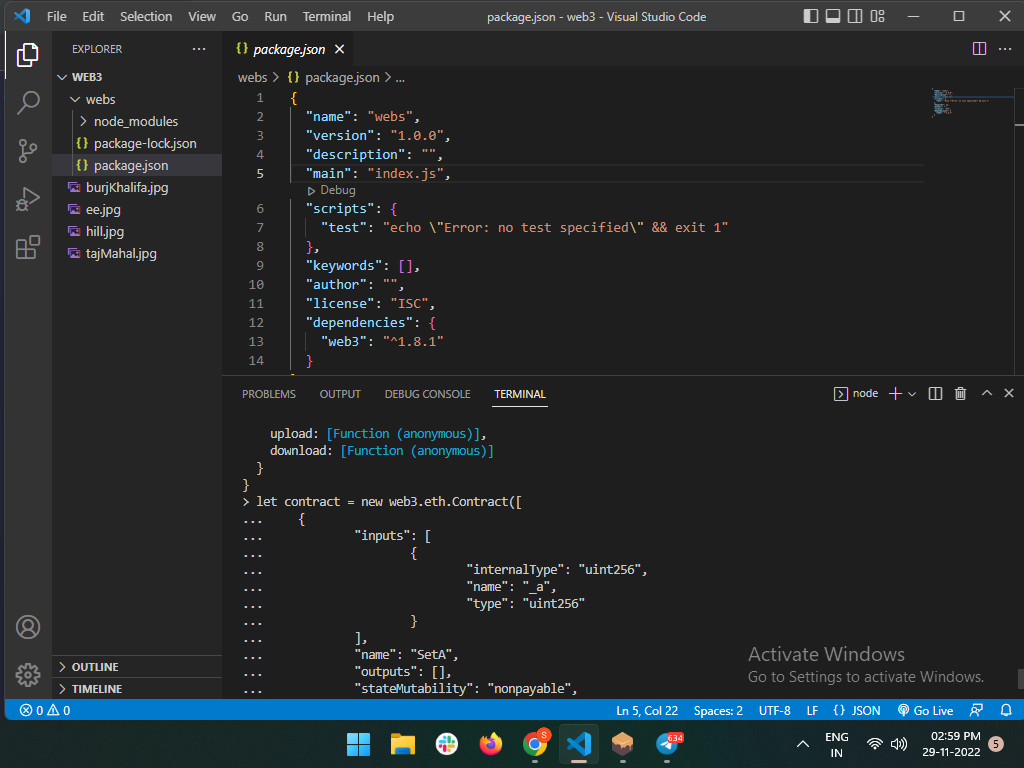 File Edit Selection View Go Run Terminal Help package.json - web3 - Visual Studio Code
EXPLORER
WEB3
webs
node_modules
{} package-lock.json
{} package.json
burjKhalifa.jpg
ee.jpg
hill.jpg
tajMahal.jpg
OUTLINE
TIMELINE
{} package.json
webs > {} package.json > ...
1 {
2 "name": "webs",
3 "version": "1.0.0",
4 "description": "",
5 "main": "index.js",
Debug
6 "scripts": {
7 "test": "echo \"Error: no test specified\" && exit 1"
8 },
9 "keywords": [],
10 "author": "",
11 "license": "ISC",
12 "dependencies": {
13 "web3": "^1.8.1"
14 }
PROBLEMS OUTPUT DEBUG CONSOLE TERMINAL node
upload: [Function (anonymous)],
download: [Function (anonymous)]
}
}
> let contract = new web3.eth.Contract([
... {
... "inputs": [
... {
... "internalType": "uint256",
... "name": "_a",
... "type": "uint256"
... }
... ],
... "name": "SetA",
... "outputs": [],
... "stateMutability": "nonpayable",
Activate Windows
Go to Settings to activate Windows.
0 0 Ln 5, Col 22 Spaces: 2 UTF-8 LF {} JSON Go Live
S
634
ENG
IN
02:59 PM
29-11-2022
5